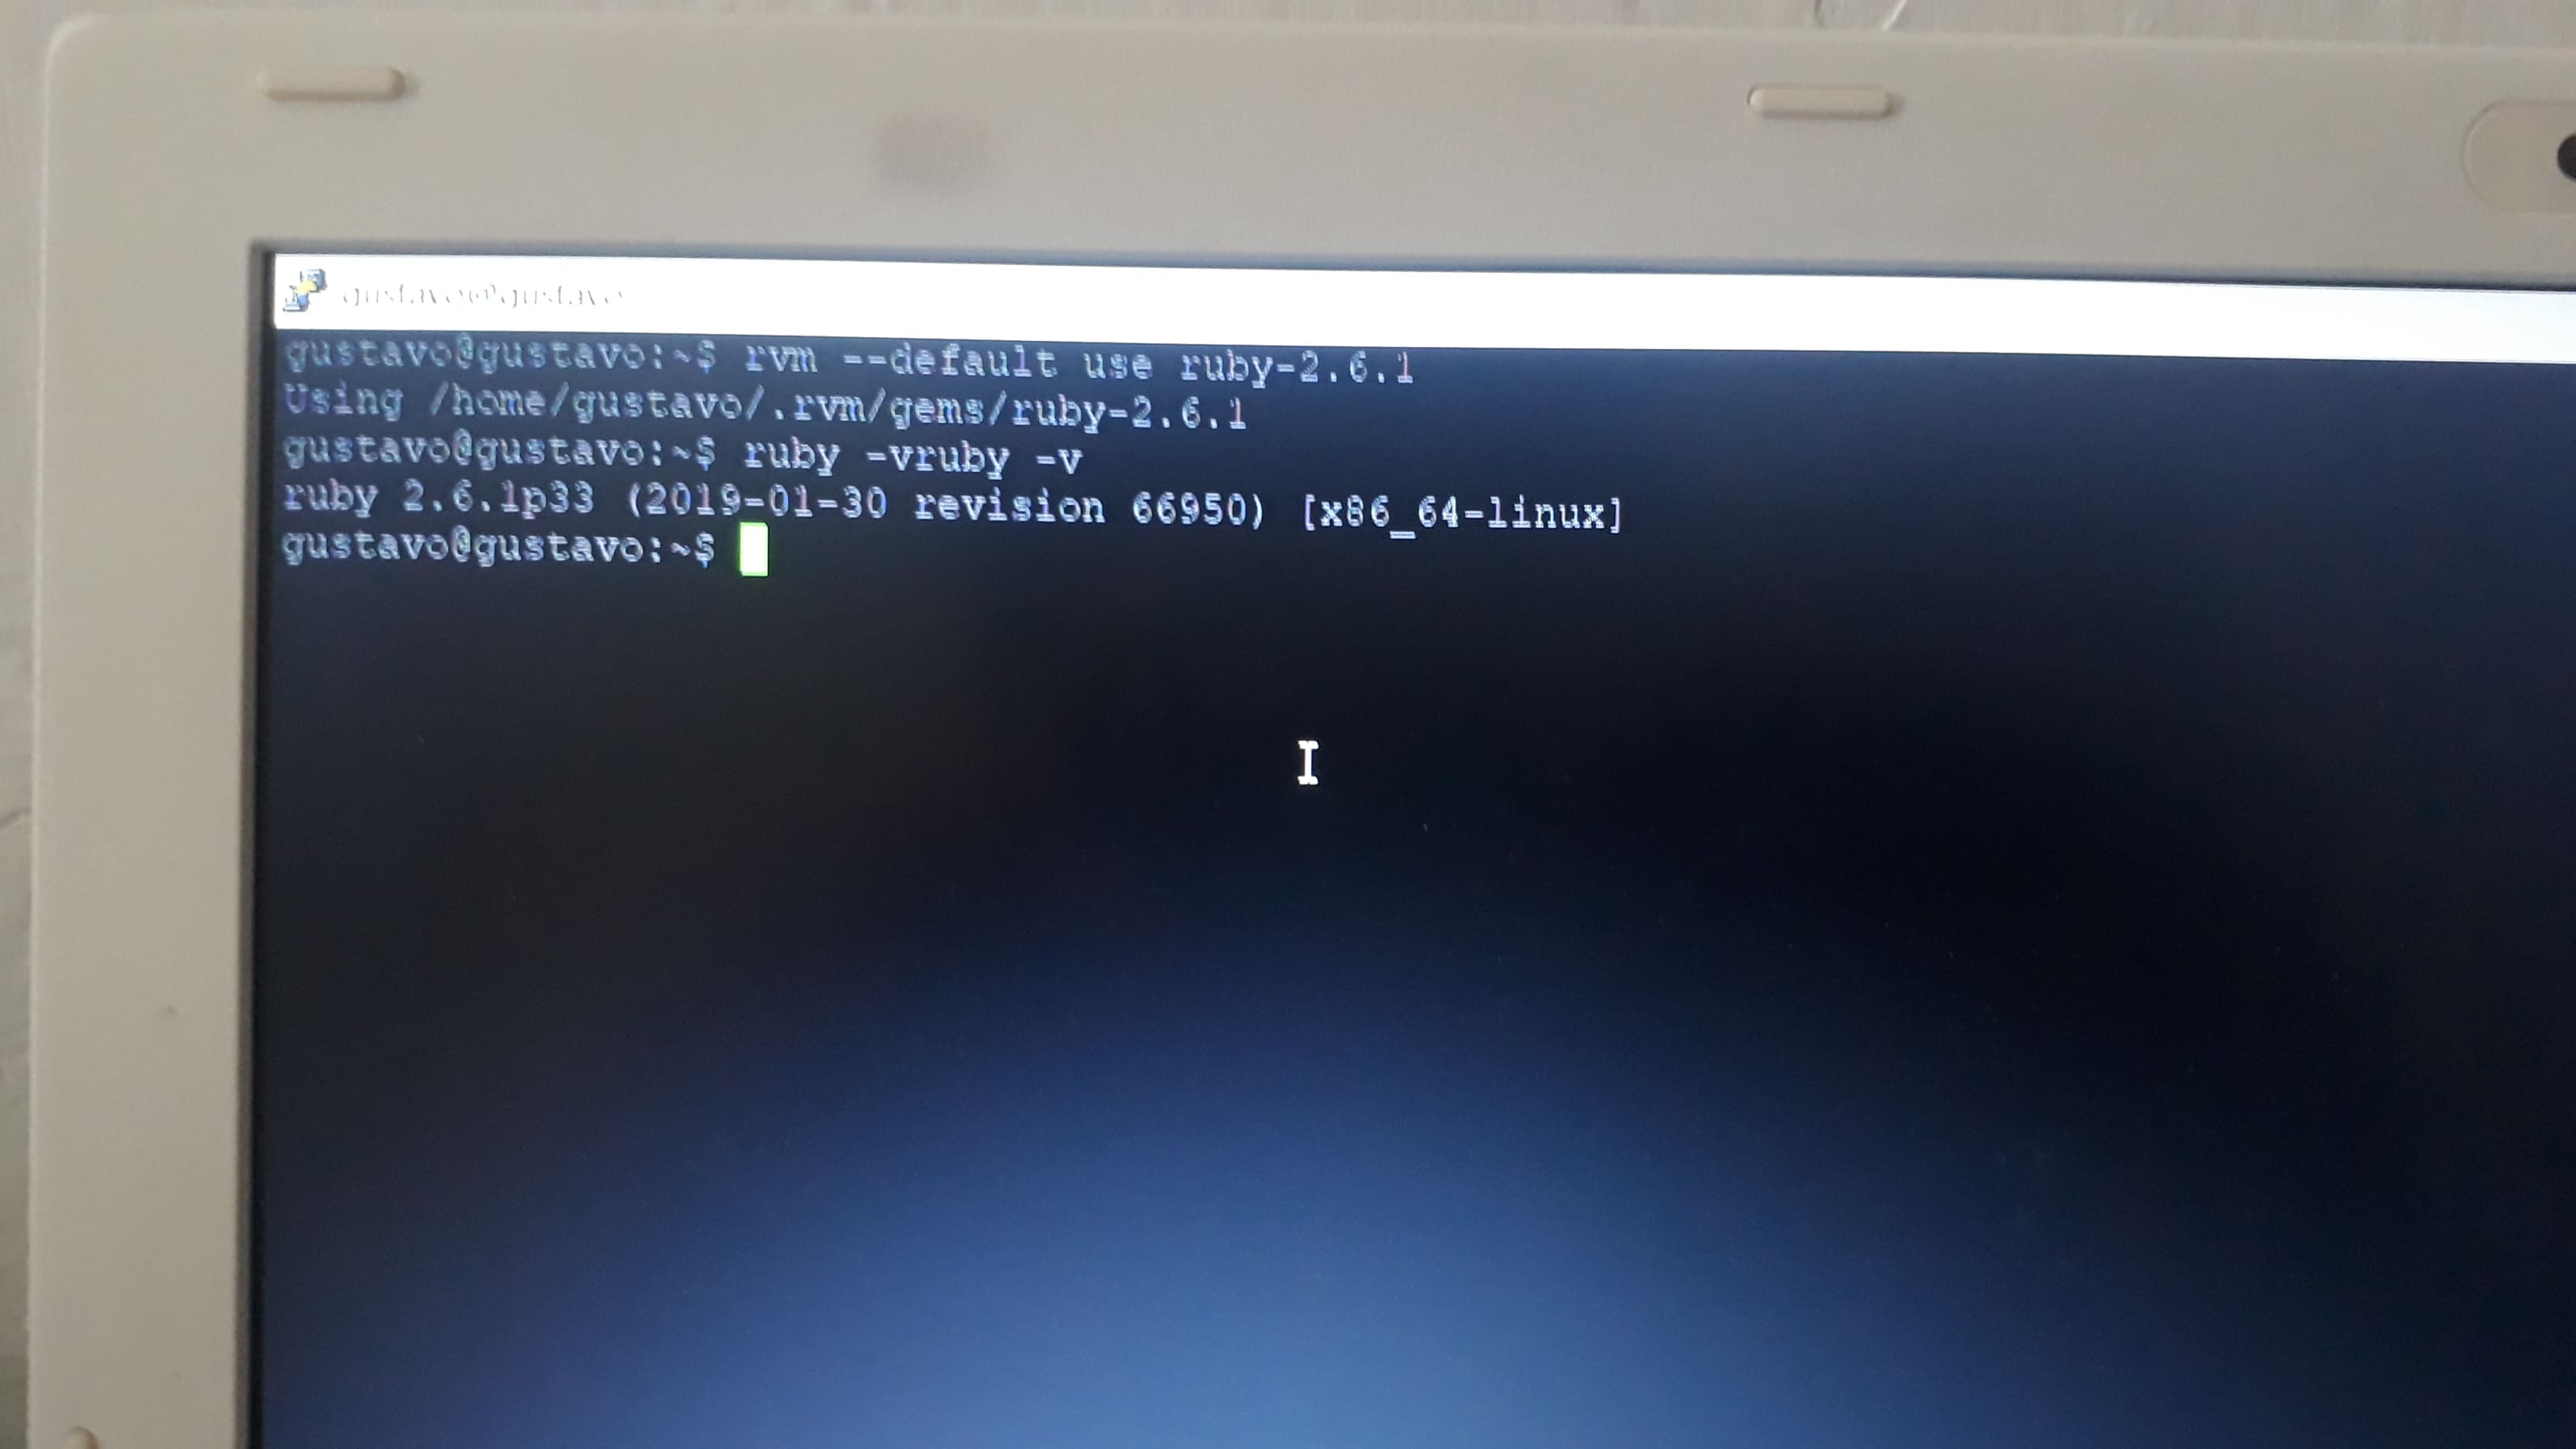 gustavo@gustavo: ~
gustavo@gustavo:~$ rvm --default use ruby-2.6.1
Using /home/gustavo/.rvm/gems/ruby-2.6.1
gustavo@gustavo:~$ ruby -vruby -v
ruby 2.6.1p33 (2019-01-30 revision 66950) [x86_64-linux]
gustavo@gustavo:~$